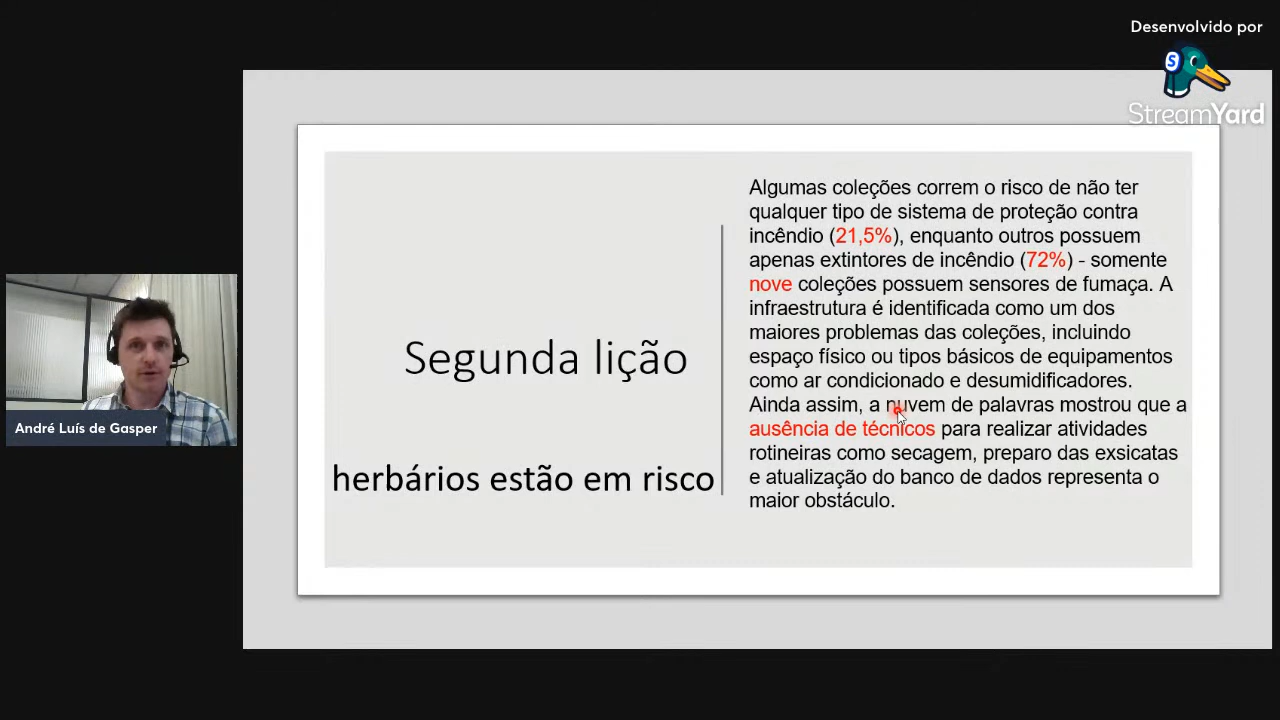 Desenvolvido por
StreamYard
Algumas coleções correm o risco de não ter
qualquer tipo de sistema de proteção contra
incêndio (21,5%), enquanto outros possuem
apenas extintores de incêndio (72%) - somente
nove coleções possuem sensores de fumaça. A
infraestrutura é identificada como um dos
maiores problemas das coleções, incluindo
espaço físico ou tipos básicos de equipamentos
como ar condicionado e desumidificadores.
Ainda assim, a nuvem de palavras mostrou que a
ausência de técnicos para realizar atividades
rotineiras como secagem, preparo das exsicatas
e atualização do banco de dados representa o
maior obstáculo.
Segunda lição
herbários estão em risco
André Luís de Gasper